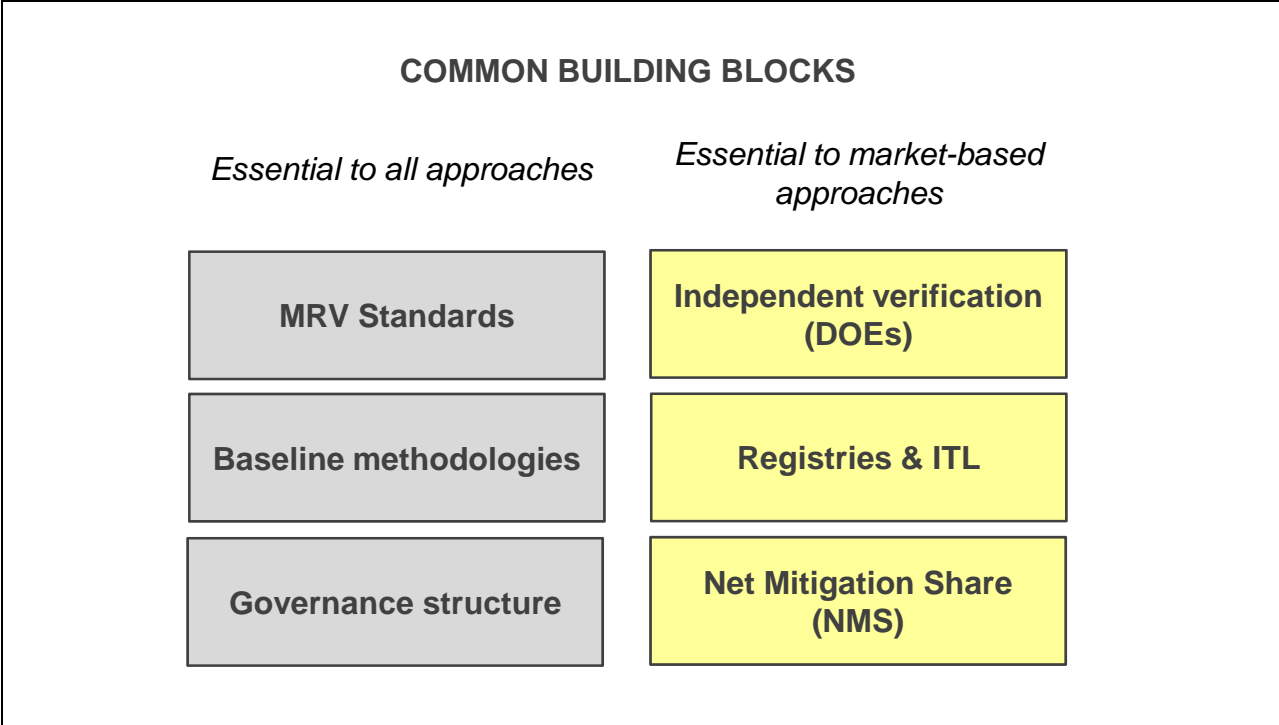 COMMON BUILDING BLOCKS
Essential to all approaches
Essential to market-based
approaches
MRV Standards
Independent verification
(DOEs)
Baseline methodologies
Registries & ITL
Governance structure
Net Mitigation Share
(NMS)